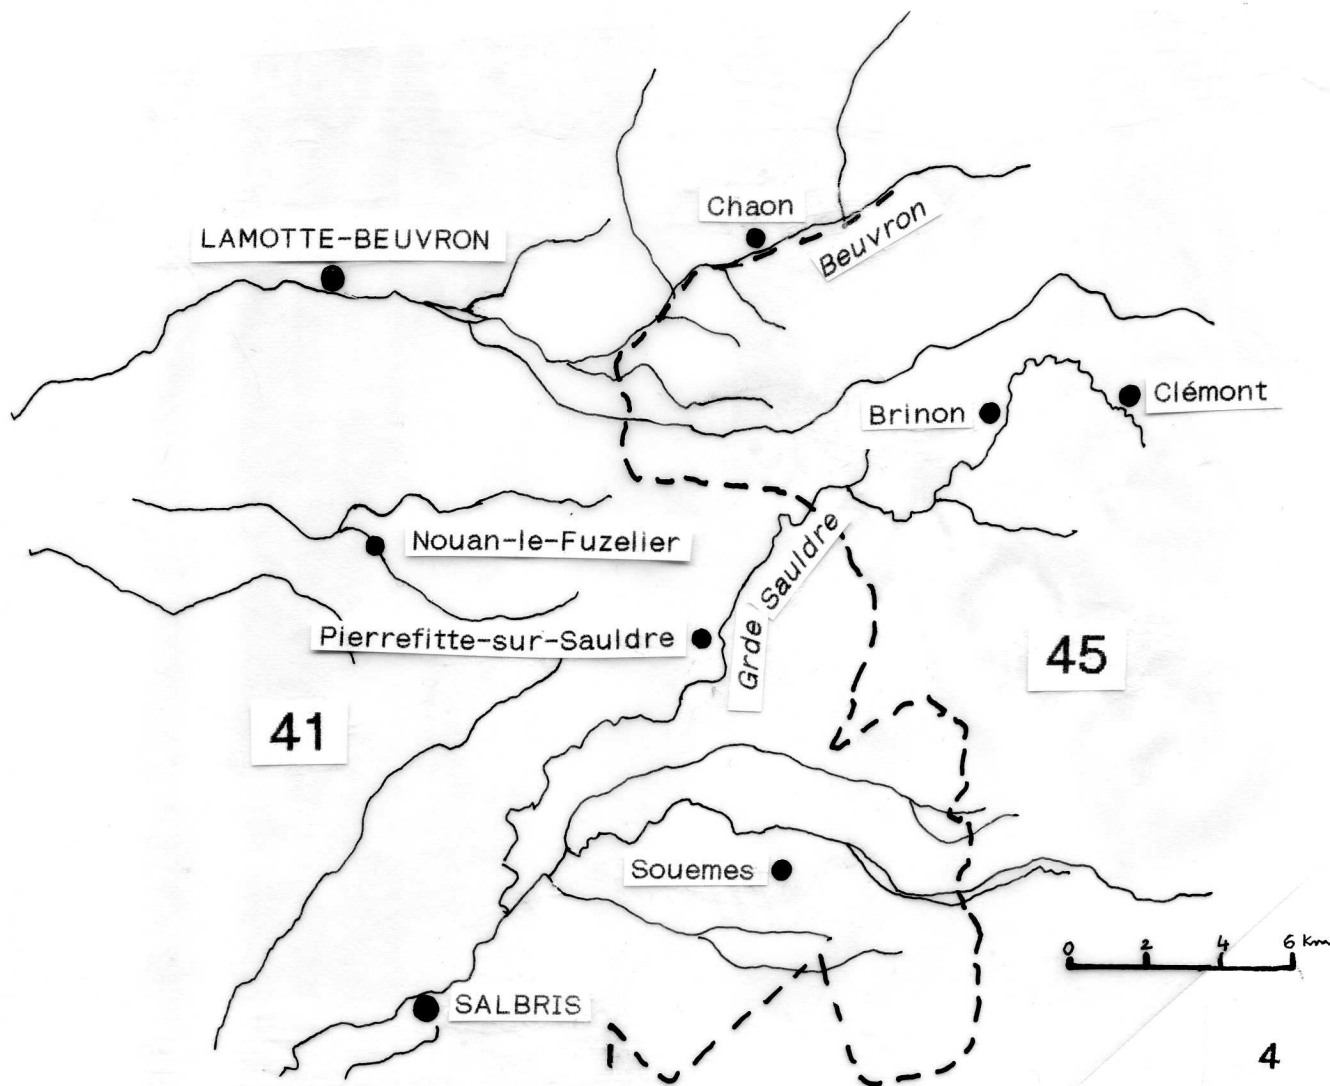 Chaon
LAMOTTE-BEUVRON
Beuvron
Clémont
Brinon
Nouan-le-Fuzelier
Grde Sauldre
Pierrefitte-sur-Sauldre
45
41
Souemes
0 2 4 6 Km
SALBRIS
4